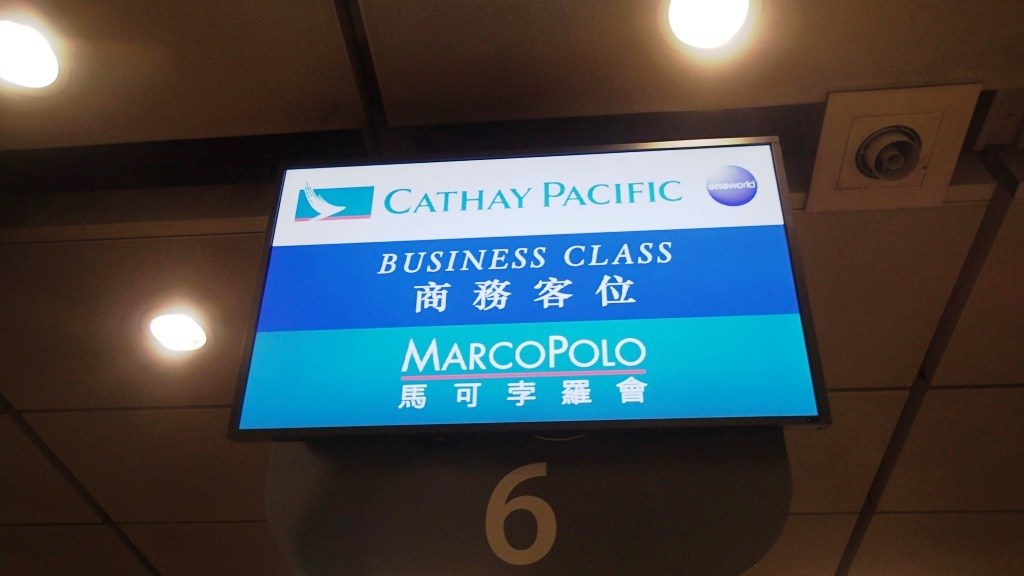 CATHAY PACIFIC oneworld
BUSINESS CLASS
商務客位
MARCOPOLO
馬可孛羅會
6